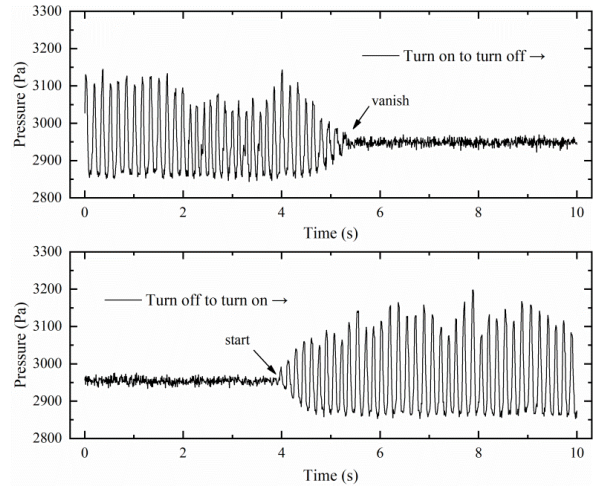 3300
3200
3100
3000
2900
2800
Pressure (Pa)
Turn on to turn off →
vanish
0 2 4 6 8 10
Time (s)
3300
3200
3100
3000
2900
2800
Pressure (Pa)
Turn off to turn on →
start
0 2 4 6 8 10
Time (s)